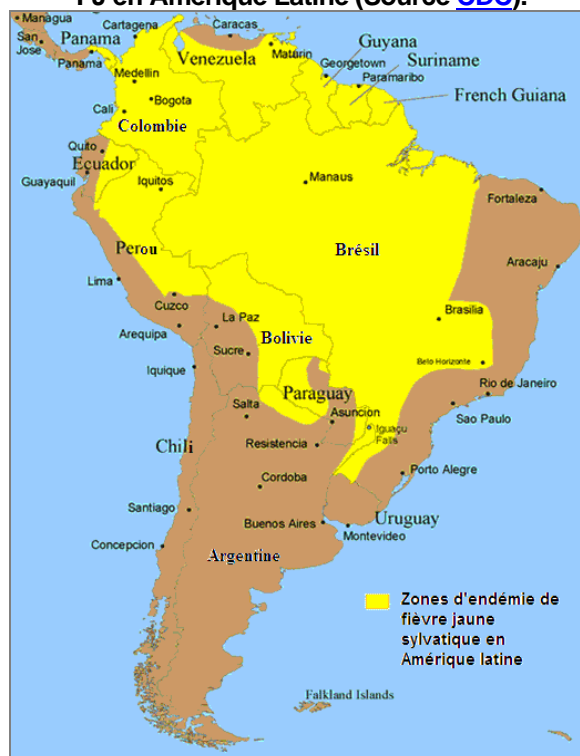 FJ en Amérique Latine (Source CDC).
Managua
Cartagena
Caracas
San
Jose
Panama
Panama
Venezuela
Maturin
Guyana
Georgetown
Suriname
Paramaribo
French Guiana
Medellin
Bogota
Cali
Colombie
Quito
Ecuador
Guayaquil
Iquitos
Manaus
Fortaleza
Perou
Brésil
Aracaju
Lima
Cuzco
La Paz
Brasilia
Arequipa
Bolivie
Sucre
Belo Horizonte
Iquique
Paraguay
Rio de Janeiro
Salta
Asuncion
Sao Paulo
Iguaçu
Falls
Chili
Resistencia
Cordoba
Porto Alegre
Santiago
Uruguay
Buenos Aires
Montevideo
Concepcion
Argentine
Zones d'endémie de
fièvre jaune
sylvatique en
Amérique latine
Falkland Islands